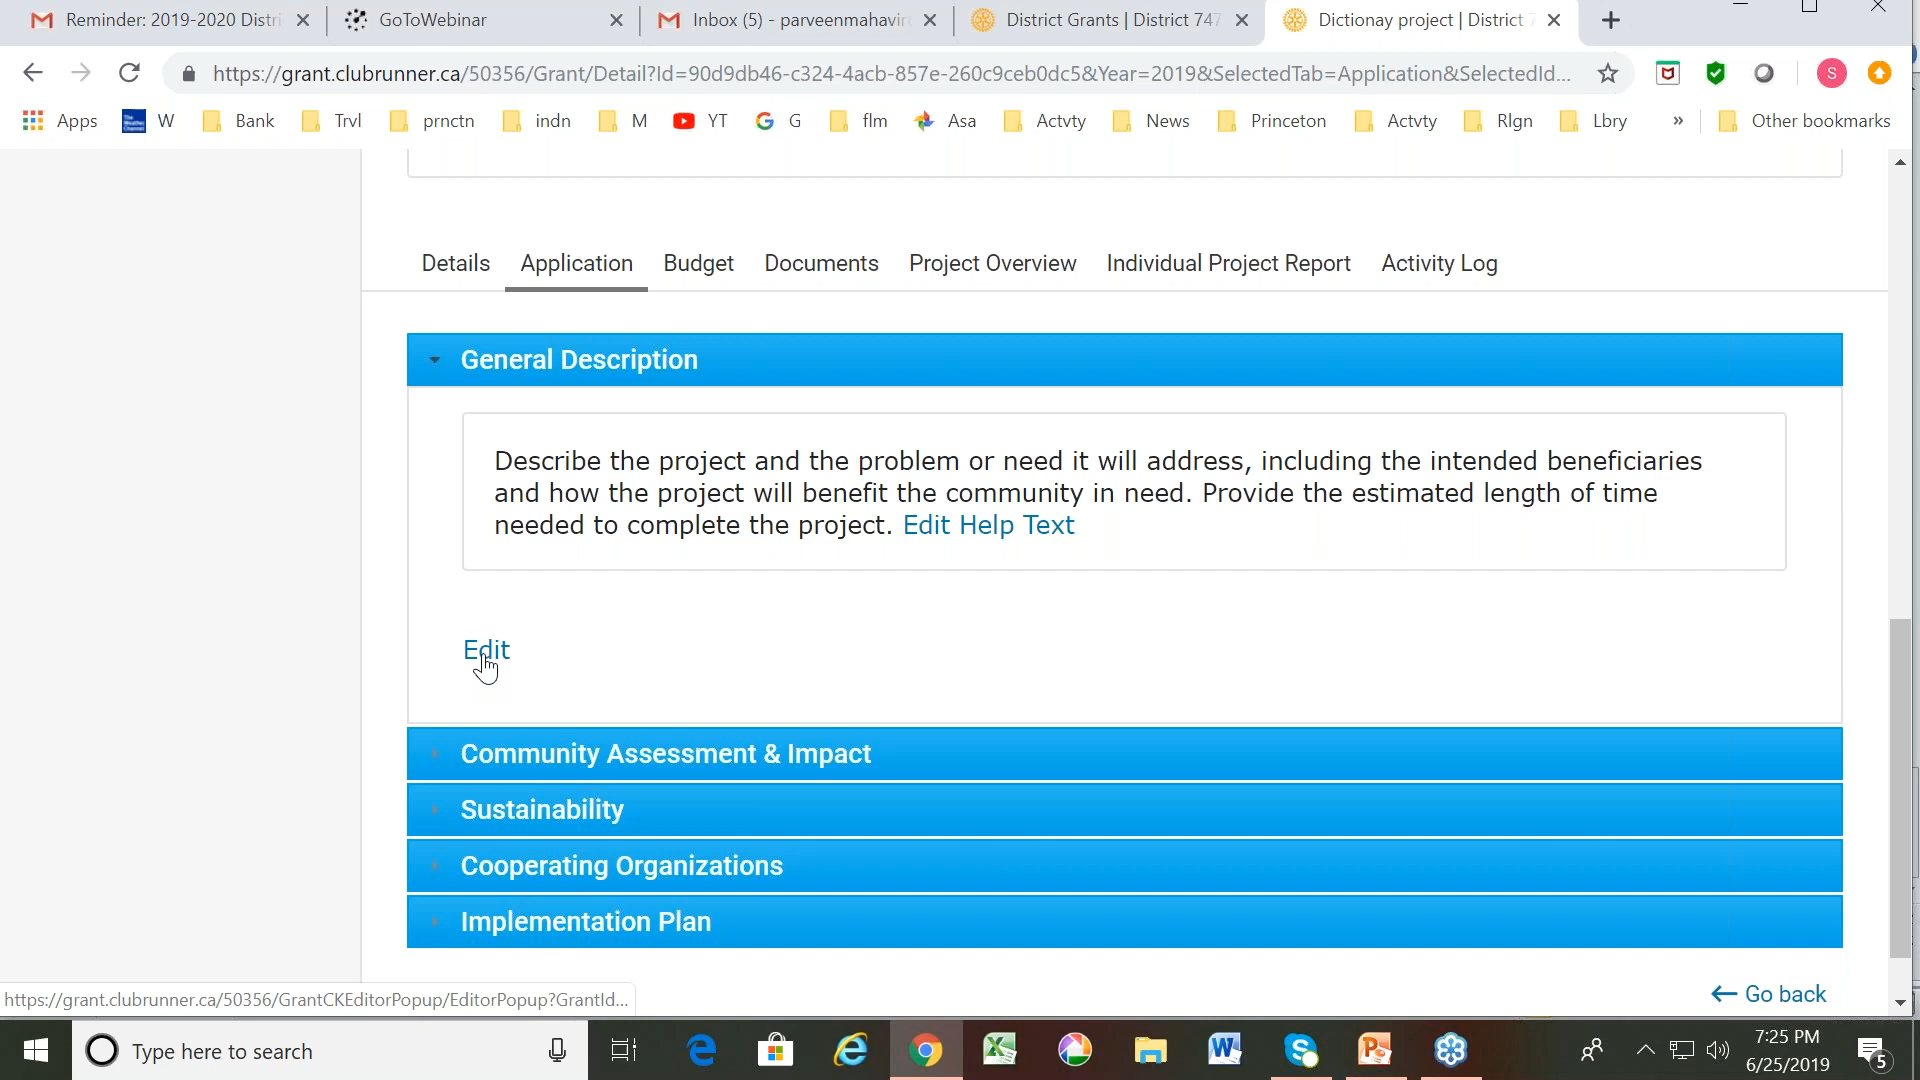 Reminder: 2019-2020 Distri
GoToWebinar
Inbox (5) - parveenmahavir
District Grants | District 747
Dictionay project | District 7
https://grant.clubrunner.ca/50356/Grant/Detail?Id=90d9db46-c324-4acb-857e-260c9ceb0dc5&Year=2019&SelectedTab=Application&SelectedId...
S
Apps
The Weather Channel
W
Bank
Trvl
prnctn
indn
M
YT
G
flm
Asa
Actvty
News
Princeton
Actvty
Rlgn
Lbry
»
Other bookmarks
Details
Application
Budget
Documents
Project Overview
Individual Project Report
Activity Log
General Description
Describe the project and the problem or need it will address, including the intended beneficiaries
and how the project will benefit the community in need. Provide the estimated length of time
needed to complete the project. Edit Help Text
Edit
Community Assessment & Impact
Sustainability
Cooperating Organizations
Implementation Plan
Go back
https://grant.clubrunner.ca/50356/GrantCKEditorPopup/EditorPopup?GrantId...
Type here to search
7:25 PM
6/25/2019
5